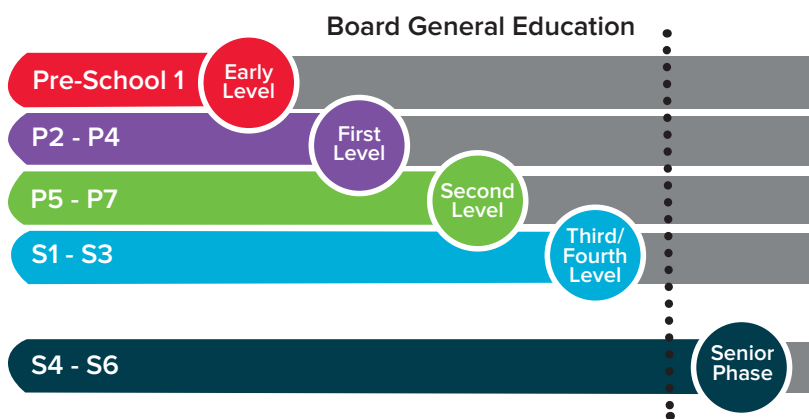 Board General Education
Pre-School 1
Early
Level
P2 - P4
First
Level
P5 - P7
Second
Level
S1 - S3
Third/
Fourth
Level
S4 - S6
Senior
Phase